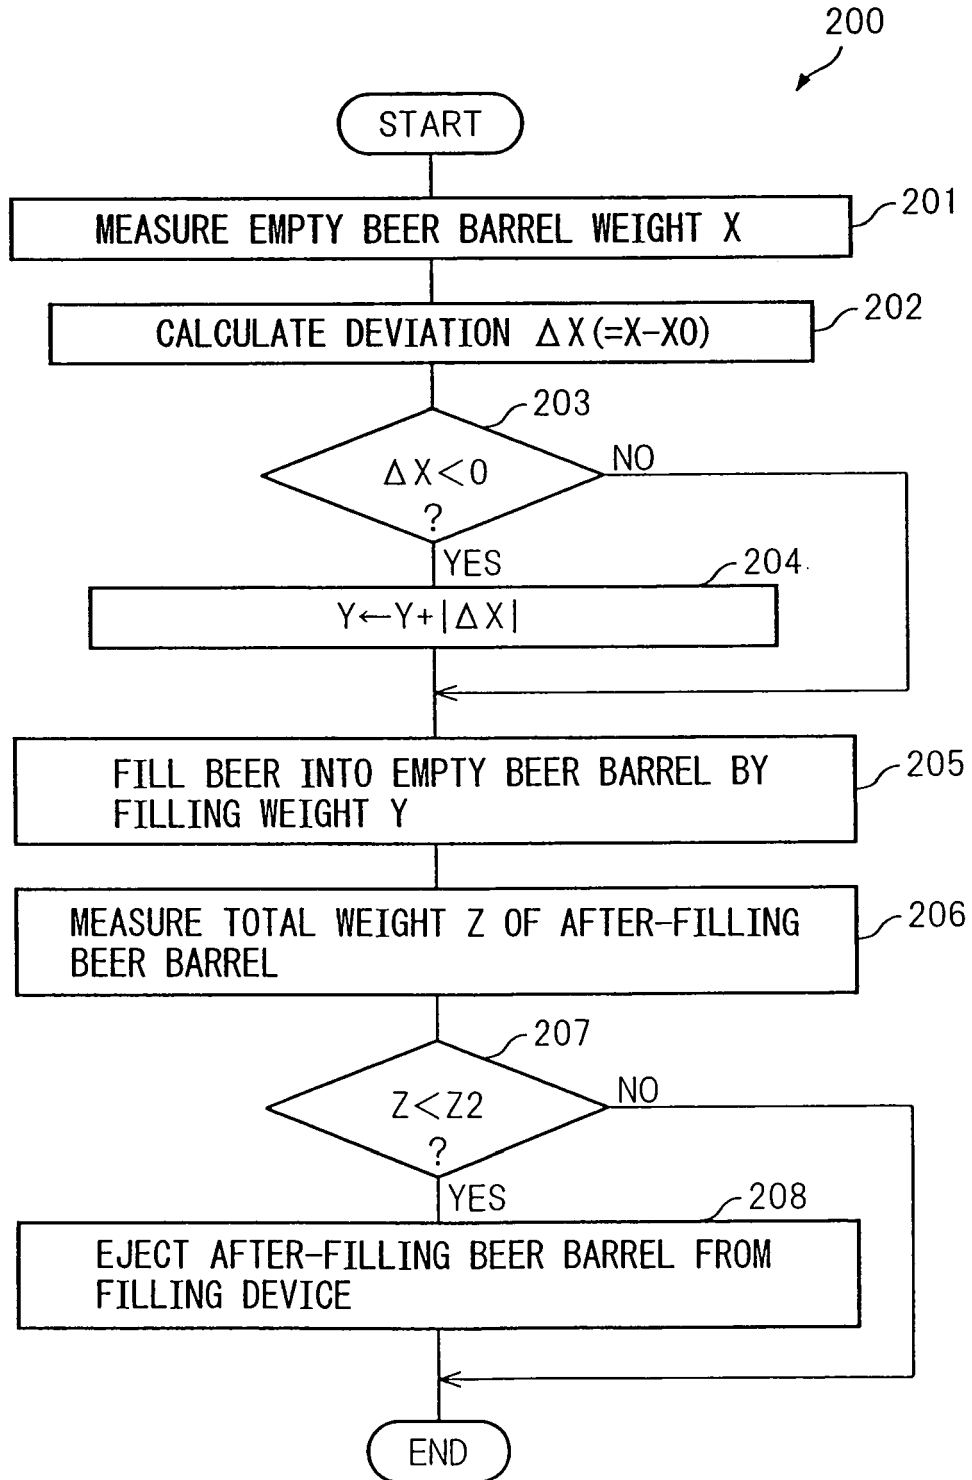 200
START
MEASURE EMPTY BEER BARREL WEIGHT X
201
CALCULATE DEVIATION ΔX(=X-X0)
202
203
ΔX<0
?
NO
YES
204
Y←Y+|ΔX|
FILL BEER INTO EMPTY BEER BARREL BY
FILLING WEIGHT Y
205
MEASURE TOTAL WEIGHT Z OF AFTER-FILLING
BEER BARREL
206
207
Z<Z2
?
NO
YES
208
EJECT AFTER-FILLING BEER BARREL FROM
FILLING DEVICE
END